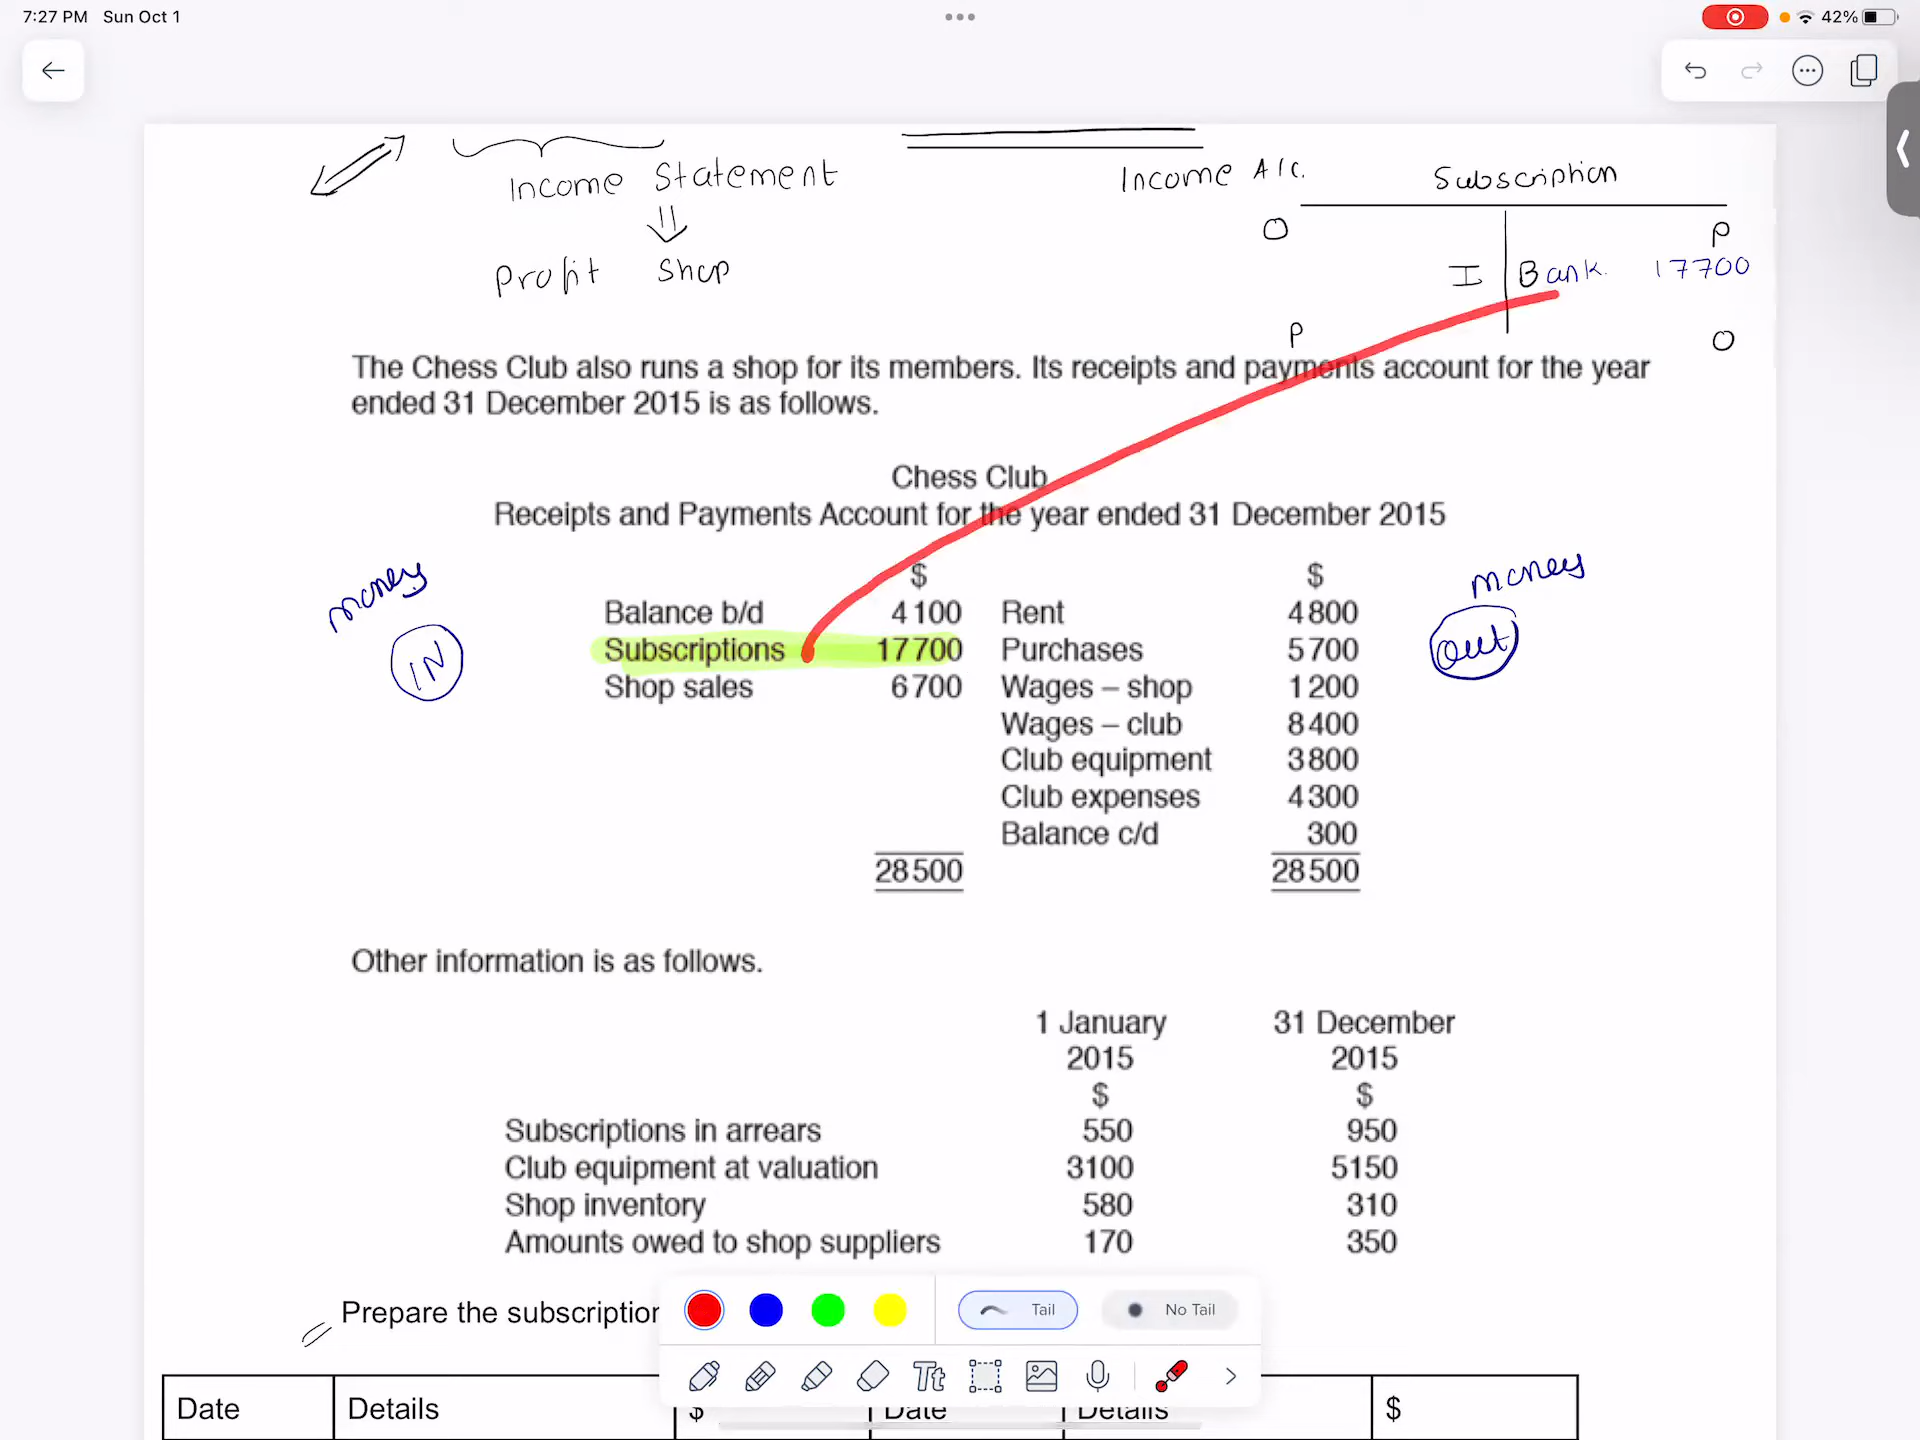 7:27 PM Sun Oct 1
42%
Income Statement
Income A/c.
Subscription
O
P
Profit Shop
I
Bank. 17700
P
O
The Chess Club also runs a shop for its members. Its receipts and payments account for the year
ended 31 December 2015 is as follows.
Chess Club
Receipts and Payments Account for the year ended 31 December 2015
money
IN
money
out
$ $
Balance b/d 4100 Rent 4800
Subscriptions 17700 Purchases 5700
Shop sales 6700 Wages – shop 1200
Wages – club 8400
Club equipment 3800
Club expenses 4300
Balance c/d 300
28500 28500
Other information is as follows.
1 January 31 December
2015 2015
$ $
Subscriptions in arrears 550 950
Club equipment at valuation 3100 5150
Shop inventory 580 310
Amounts owed to shop suppliers 170 350
Prepare the subscription
Tail No Tail
Tt
Date Details $ Date Details $